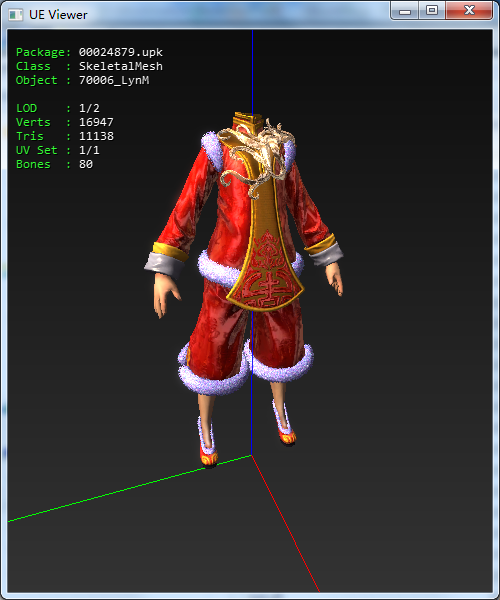 UE Viewer
Package: 00024879.upk
Class : SkeletalMesh
Object : 70006_LynM
LOD : 1/2
Verts : 16947
Tris : 11138
UV Set : 1/1
Bones : 80